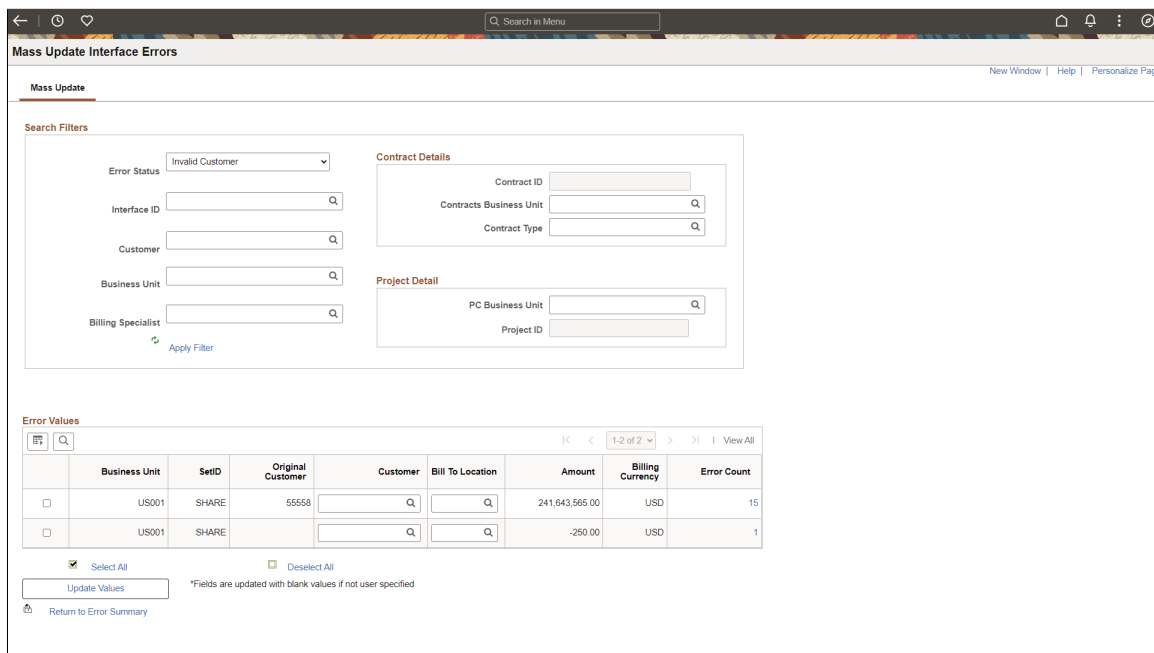 Search in Menu
Mass Update Interface Errors
New Window | Help | Personalize Pag
Mass Update
Search Filters
Error Status Invalid Customer
Interface ID
Customer
Business Unit
Billing Specialist
Apply Filter
Contract Details
Contract ID
Contracts Business Unit
Contract Type
Project Detail
PC Business Unit
Project ID
Error Values
1-2 of 2 | View All
Business Unit SetID Original Customer Customer Bill To Location Amount Billing Currency Error Count
US001 SHARE 55558 241,643,565.00 USD 15
US001 SHARE -250.00 USD 1
Select All Deselect All
Update Values *Fields are updated with blank values if not user specified
Return to Error Summary